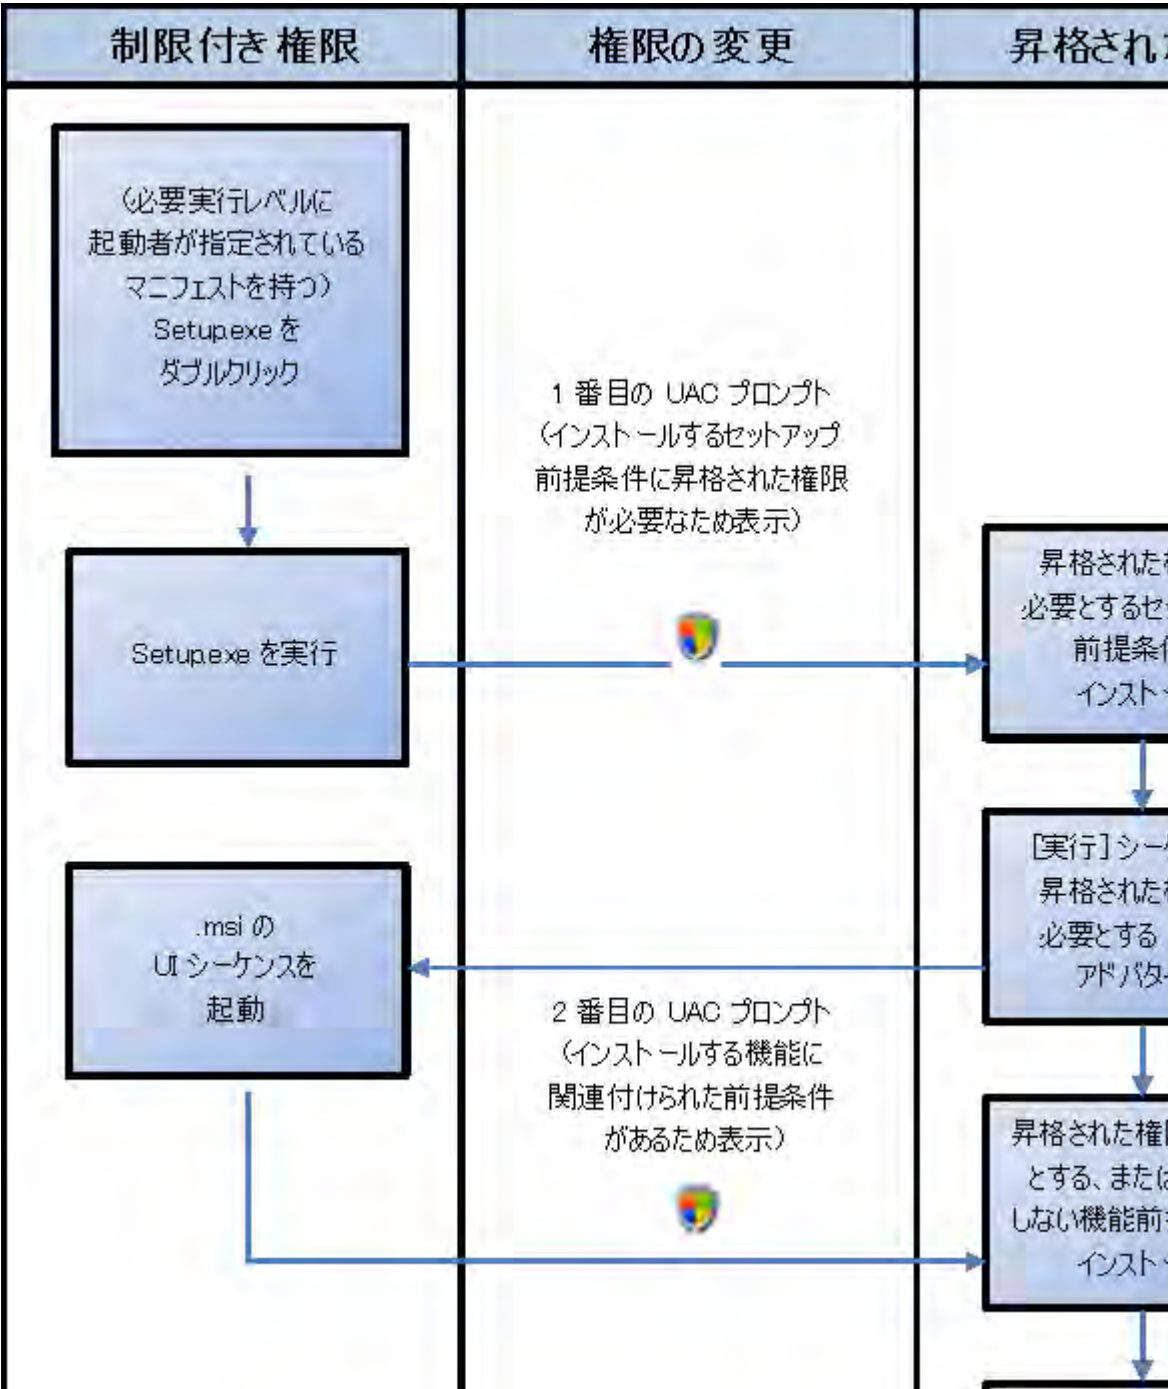 制限付き権限
権限の変更
昇格され
（必要実行レベルに
起動者が指定されている
マニフェストを持つ）
Setup.exe を
ダブルクリック
1 番目の UAC プロンプト
（インストールするセットアップ
前提条件に昇格された権限
が必要なため表示）
Setup.exe を実行
昇格された
必要とするセ
前提条
インスト
[実行] シー
昇格された
必要とする
アドバタ
.msi の
UI シーケンスを
起動
2 番目の UAC プロンプト
（インストールする機能に
関連付けられた前提条件
があるため表示）
昇格された権
とする、または
しない機能前
インスト